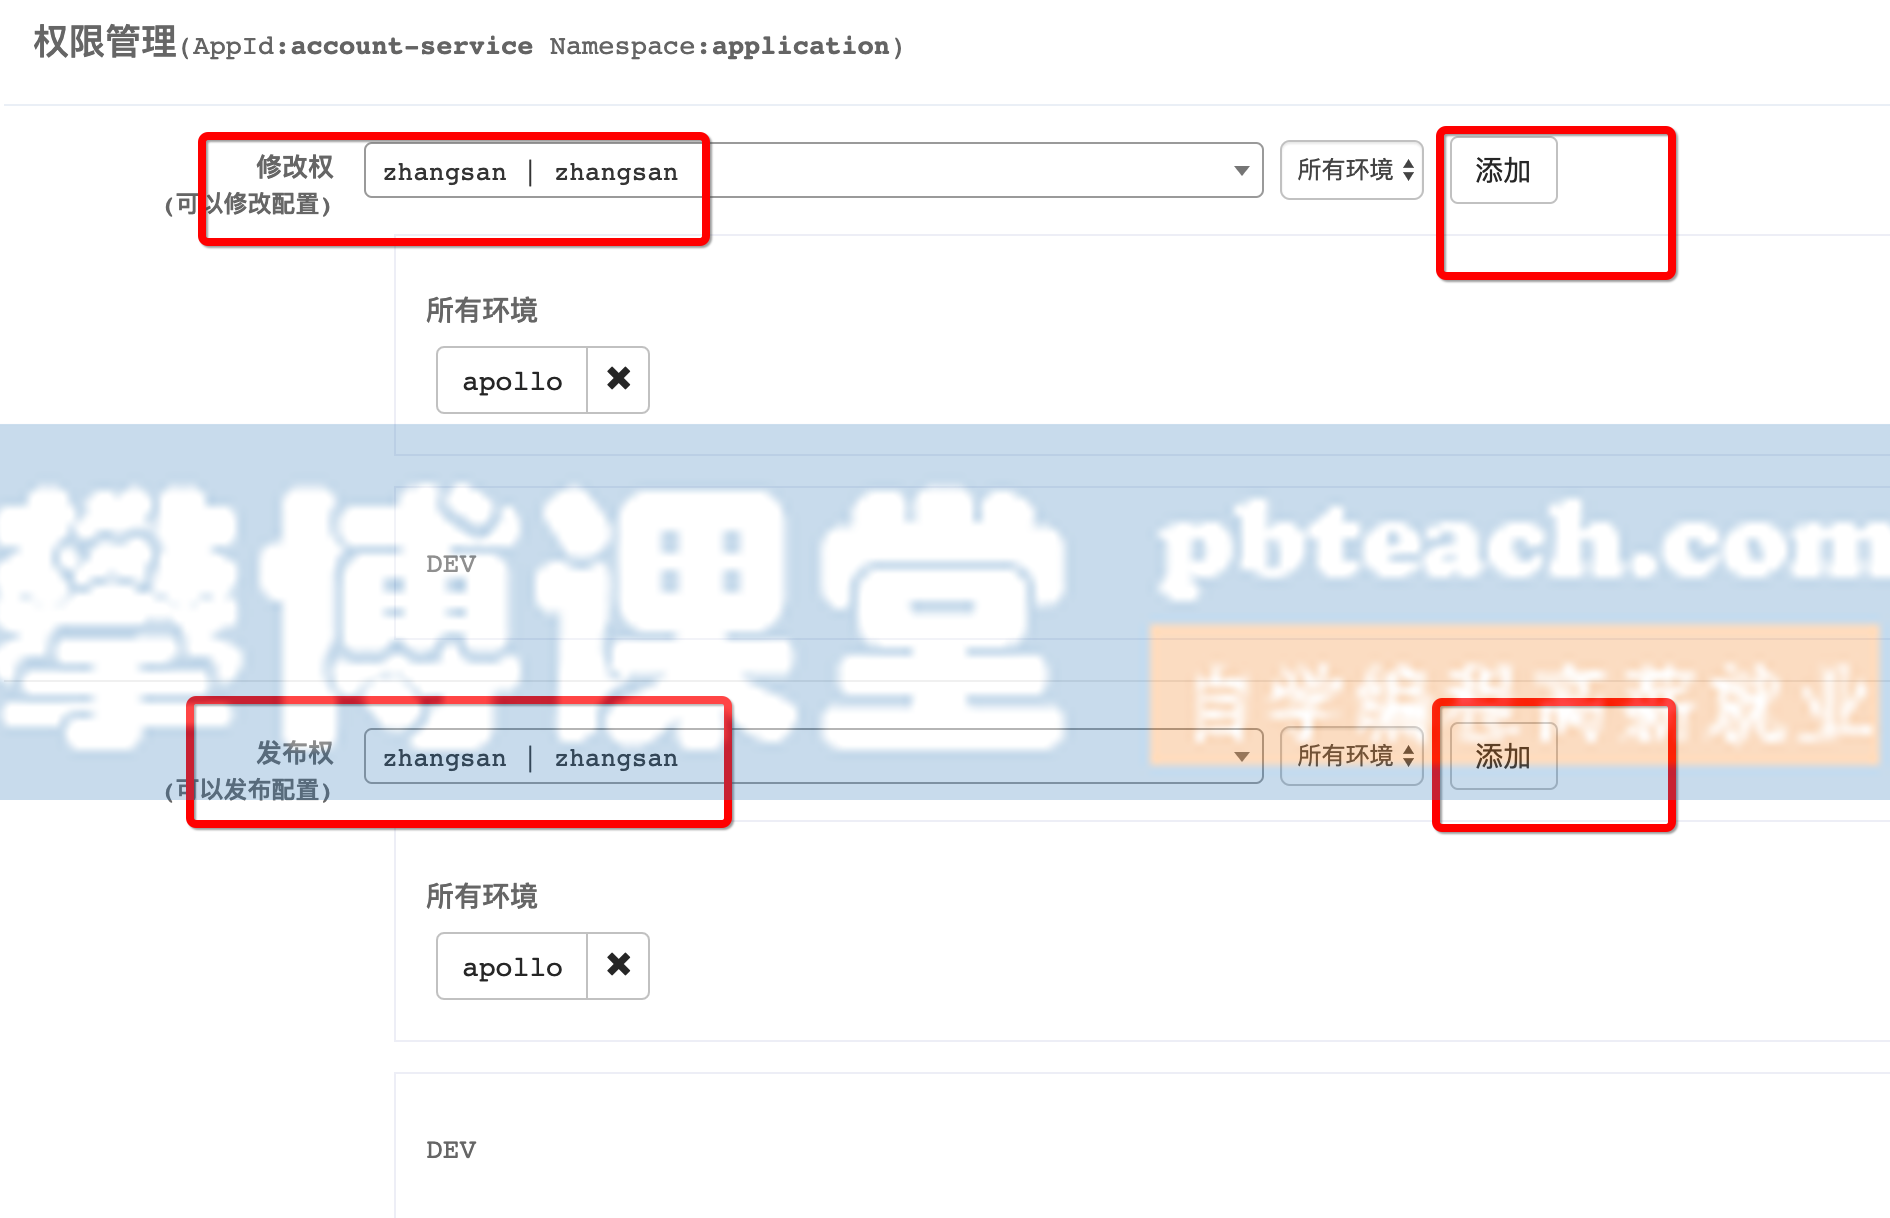 权限管理(AppId:account-service Namespace:application)
修改权
(可以修改配置)
zhangsan | zhangsan
所有环境
添加
所有环境
apollo ✖
攀博课堂
pbteach.com
DEV
自学编程高薪就业
发布权
(可以发布配置)
zhangsan | zhangsan
所有环境
添加
所有环境
apollo ✖
DEV